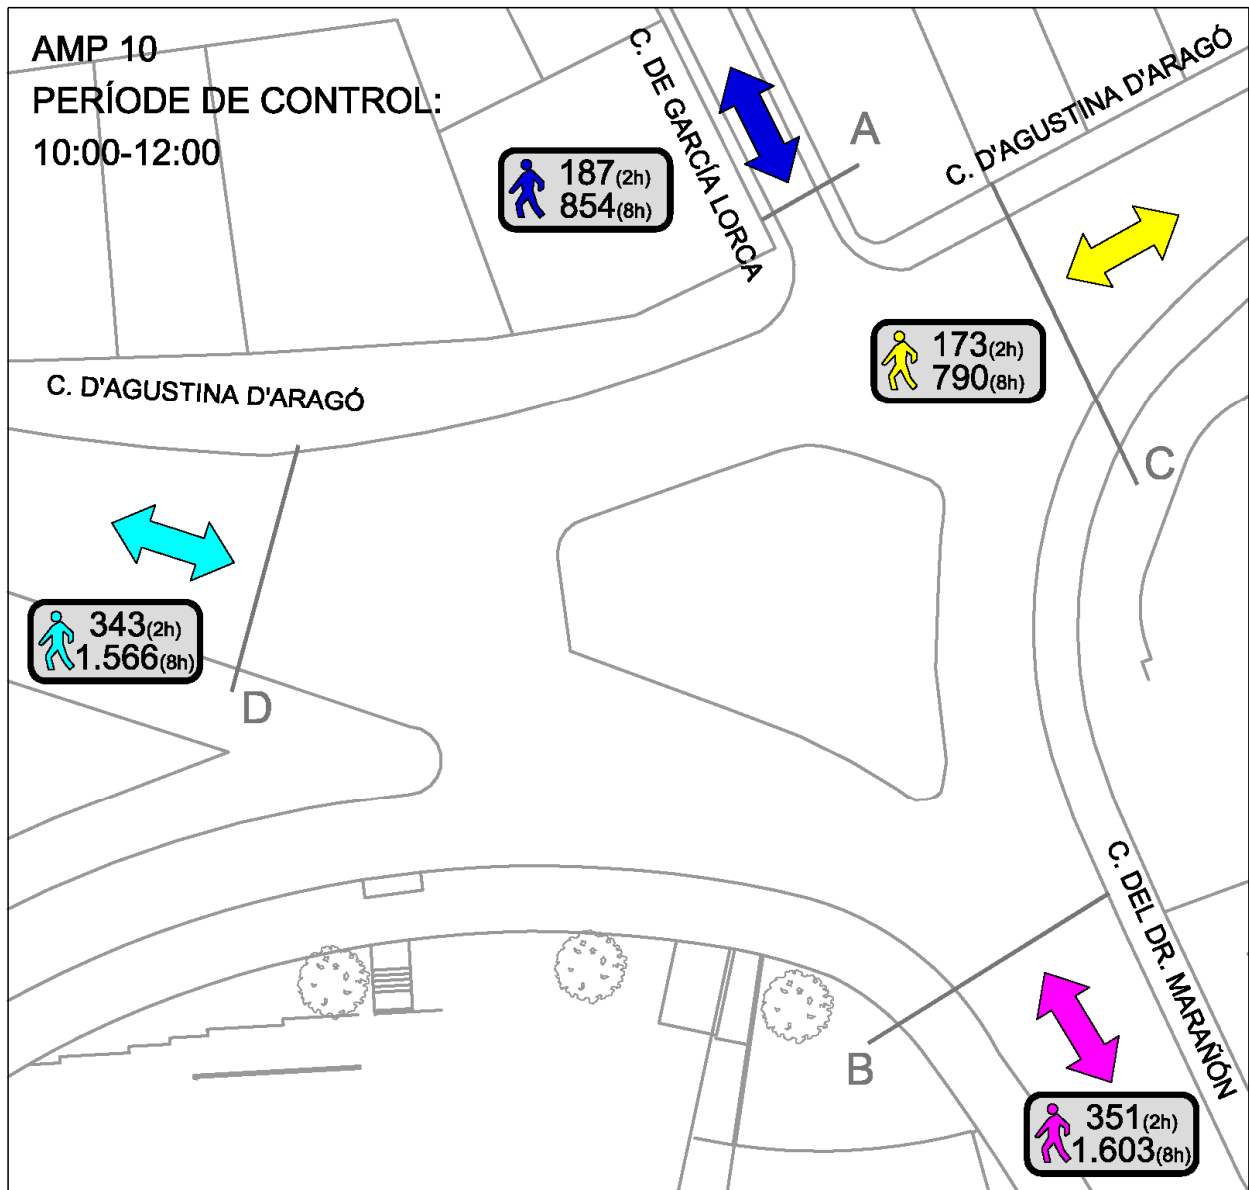 AMP 10
PERÍODE DE CONTROL:
10:00-12:00
C. DE GARCÍA LORCA
A
C. D'AGUSTINA D'ARAGÓ
187(2h)
854(8h)
173(2h)
790(8h)
C. D'AGUSTINA D'ARAGÓ
C
343(2h)
1.566(8h)
D
C. DEL DR. MARAÑÓN
B
351(2h)
1.603(8h)